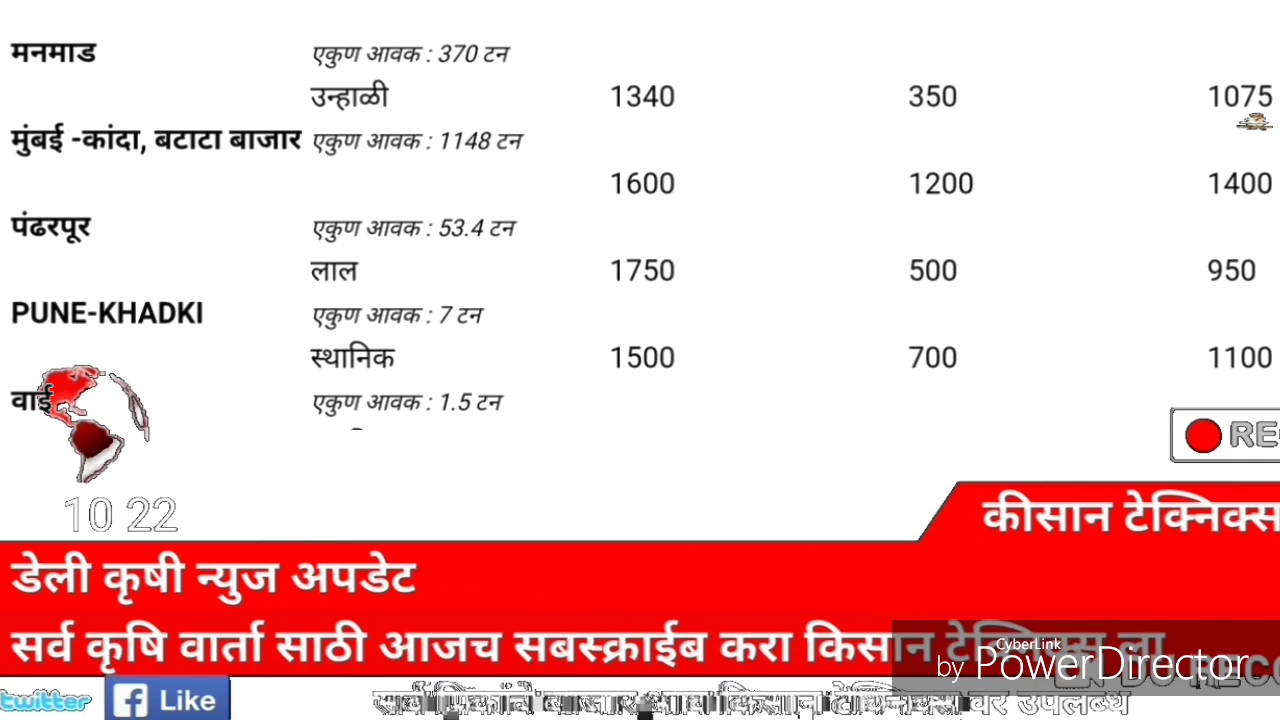 मनमाड एकुण आवक : 370 टन
उन्हाळी 1340 350 1075
मुंबई -कांदा, बटाटा बाजार एकुण आवक : 1148 टन
1600 1200 1400
पंढरपूर एकुण आवक : 53.4 टन
लाल 1750 500 950
PUNE-KHADKI एकुण आवक : 7 टन
स्थानिक 1500 700 1100
वाई एकुण आवक : 1.5 टन
10 22
कीसान टेक्निक्स
डेली कृषी न्युज अपडेट
सर्व कृषि वार्ता साठी आजच सबस्क्राईब करा किसान टेक्निक्स ला
CyberLink
by PowerDirector
twitter Like
वर उपलब्ध